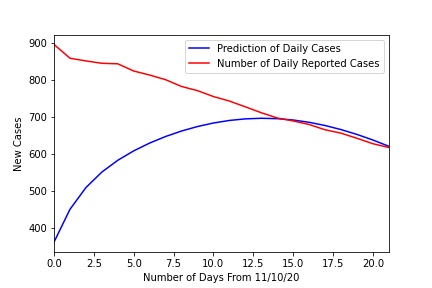 Prediction of Daily Cases
Number of Daily Reported Cases
New Cases
900
800
700
600
500
400
0.0 2.5 5.0 7.5 10.0 12.5 15.0 17.5 20.0
Number of Days From 11/10/20